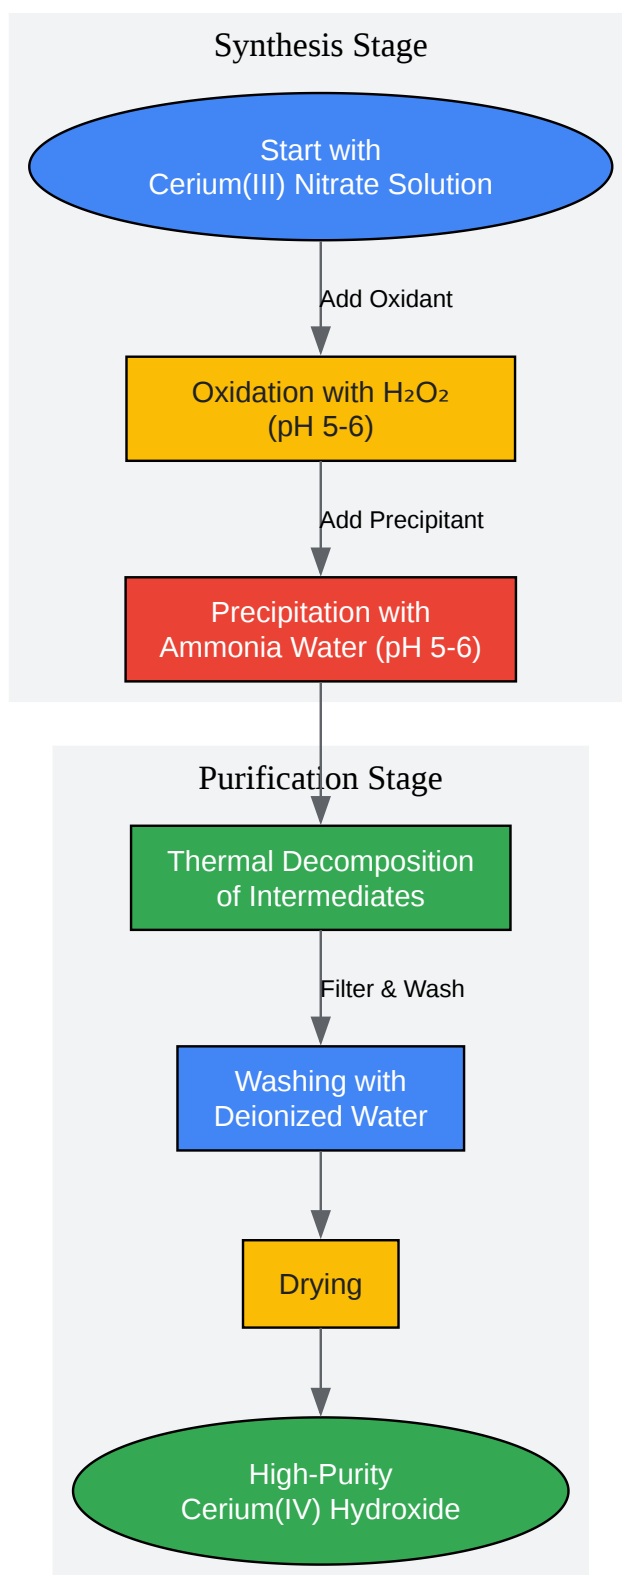 Synthesis Stage
Start with
Cerium(III) Nitrate Solution
Add Oxidant
Oxidation with H₂O₂
(pH 5-6)
Add Precipitant
Precipitation with
Ammonia Water (pH 5-6)
Purification Stage
Thermal Decomposition
of Intermediates
Filter & Wash
Washing with
Deionized Water
Drying
High-Purity
Cerium(IV) Hydroxide